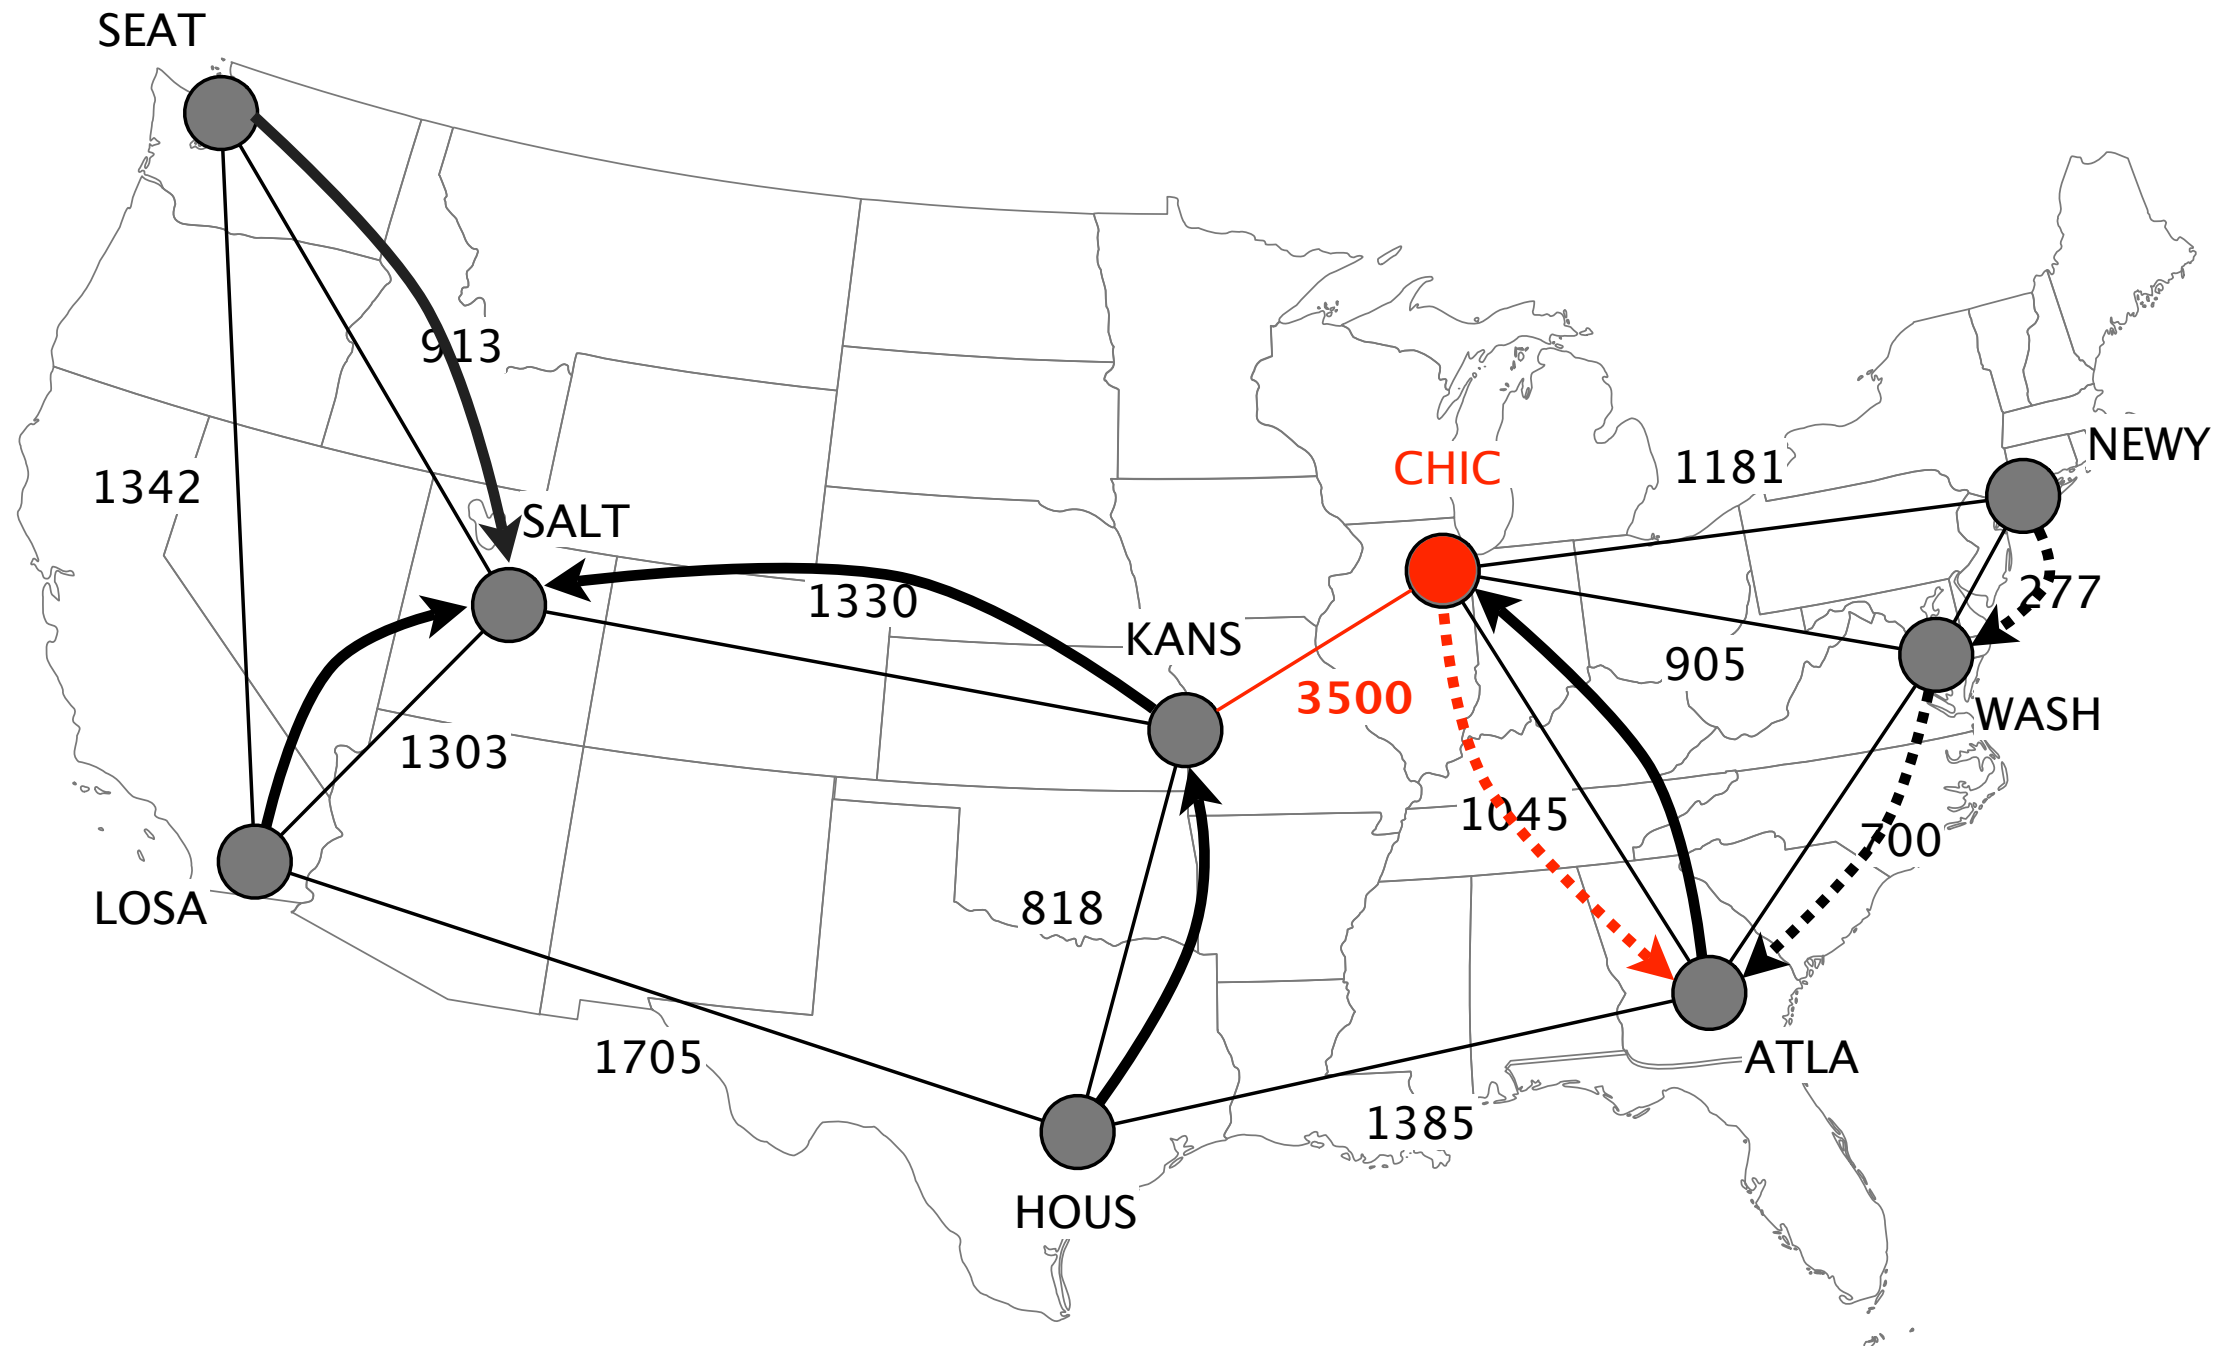 SEAT
913
NEWY
1181
CHIC
1342
SALT
277
1330
KANS
905
3500
WASH
1303
1045
700
LOSA
818
1705
ATLA
1385
HOUS